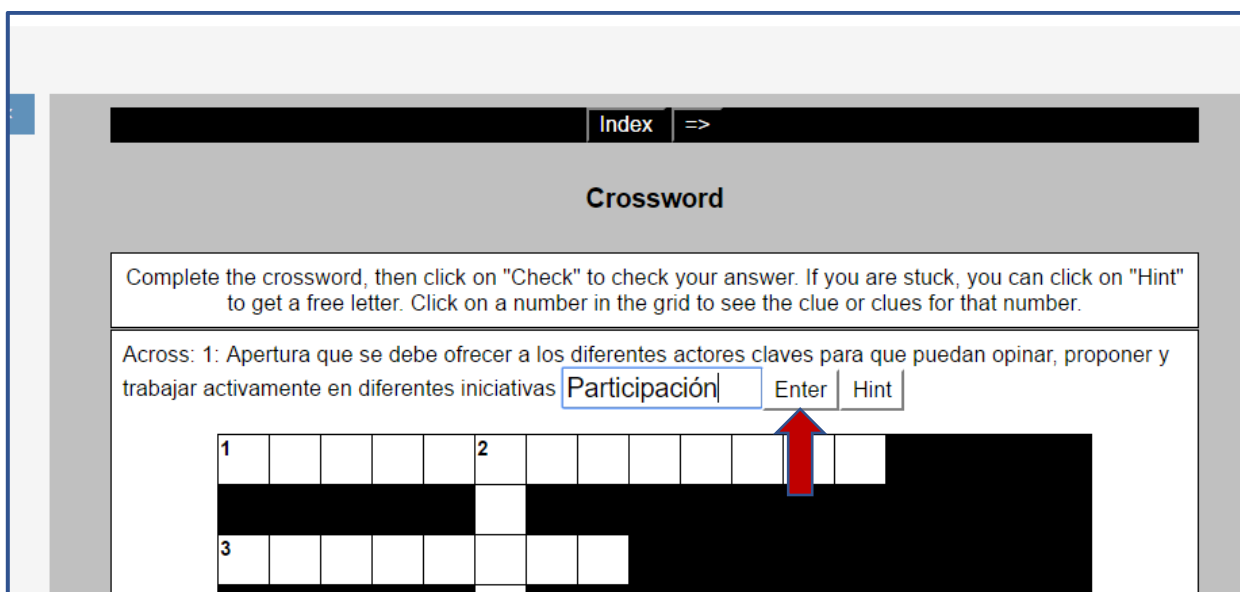 Index =>
Crossword
Complete the crossword, then click on "Check" to check your answer. If you are stuck, you can click on "Hint"
to get a free letter. Click on a number in the grid to see the clue or clues for that number.
Across: 1: Apertura que se debe ofrecer a los diferentes actores claves para que puedan opinar, proponer y
trabajar activamente en diferentes iniciativas Participación Enter Hint
1 2
3